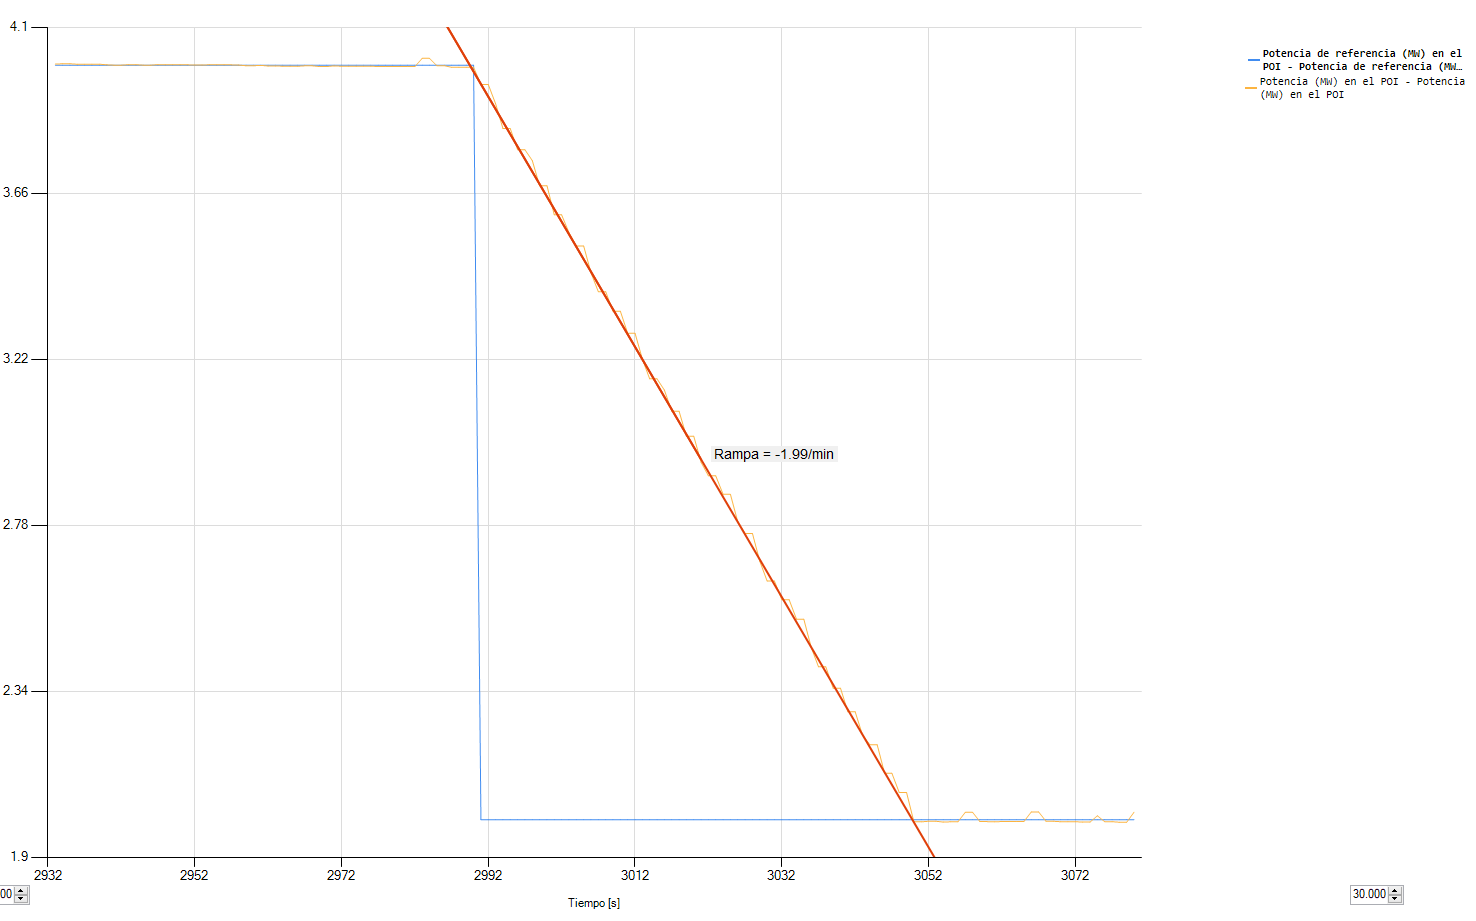 4.1
Potencia de referencia (MW) en el
POI - Potencia de referencia (MW…
Potencia (MW) en el POI - Potencia
(MW) en el POI
3.66
3.22
Rampa = -1.99/min
2.78
2.34
1.9
2932 2952 2972 2992 3012 3032 3052 3072
00
30.000
Tiempo [s]